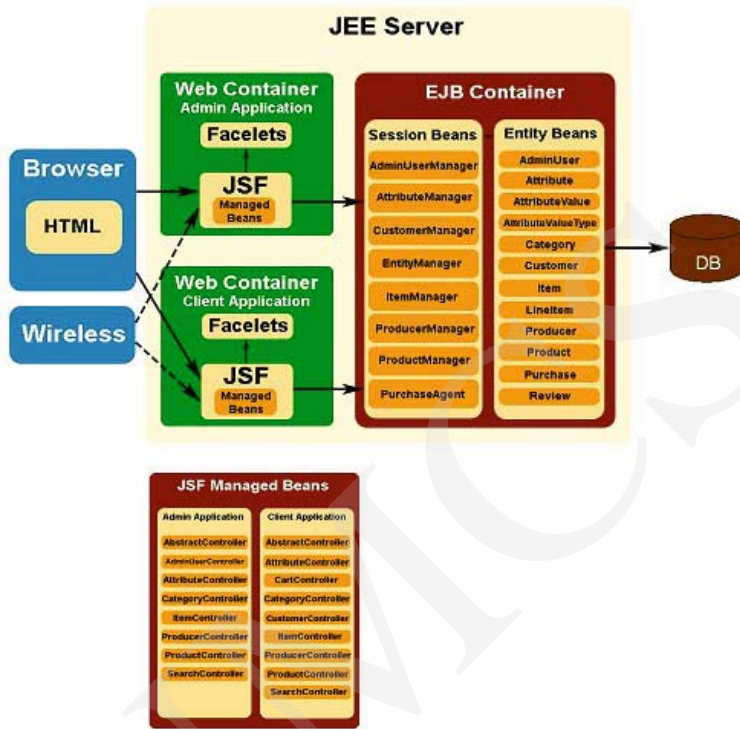 JEE Server
Web Container
Admin Application
Facelets
JSF
Managed
Beans
Browser
HTML
Wireless
Web Container
Client Application
Facelets
JSF
Managed
Beans
EJB Container
Session Beans
AdminUserManager
AttributeManager
CustomerManager
EntityManager
ItemManager
ProducerManager
ProductManager
PurchaseAgent
Entity Beans
AdminUser
Attribute
AttributeValue
AttributeValueType
Category
Customer
Item
LineItem
Producer
Product
Purchase
Review
DB
JSF Managed Beans
Admin Application
AbstractController
AdminUserController
AttributeController
CategoryController
ItemController
ProducerController
ProductController
SearchController
Client Application
AbstractController
AttributeController
CartController
CategoryController
CustomerController
ItemController
ProducerController
ProductController
SearchController